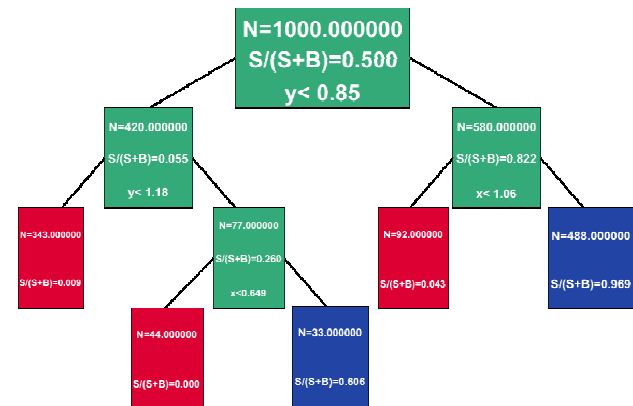 N=1000.000000
S/(S+B)=0.500
y< 0.85
N=420.000000
S/(S+B)=0.055
y< 1.18
N=580.000000
S/(S+B)=0.822
x< 1.06
N=343.000000
S/(S+B)=0.009
N=77.000000
S/(S+B)=0.260
x<0.649
N=92.000000
S/(S+B)=0.043
N=488.000000
S/(S+B)=0.969
N=44.000000
S/(S+B)=0.000
N=33.000000
S/(S+B)=0.606